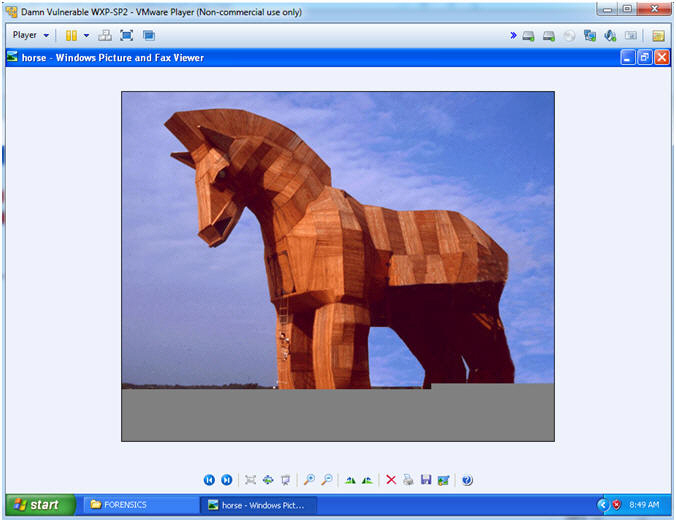 Damn Vulnerable WXP-SP2 - VMware Player (Non-commercial use only)
Player
horse - Windows Picture and Fax Viewer
start
FORENSICS
horse - Windows Pict...
8:49 AM